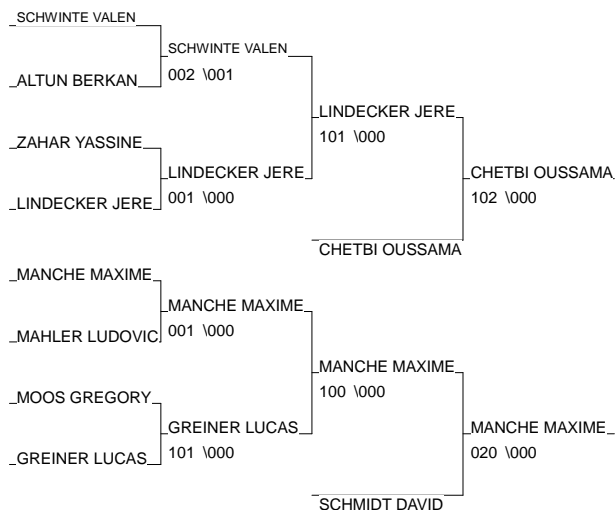 SCHWINTE VALEN
SCHWINTE VALEN
002 \001
ALTUN BERKAN
LINDECKER JERE
101 \000
ZAHAR YASSINE
LINDECKER JERE
001 \000
CHETBI OUSSAMA
102 \000
LINDECKER JERE
CHETBI OUSSAMA
MANCHE MAXIME
MANCHE MAXIME
001 \000
MAHLER LUDOVIC
MANCHE MAXIME
100 \000
MOOS GREGORY
GREINER LUCAS
101 \000
MANCHE MAXIME
020 \000
GREINER LUCAS
SCHMIDT DAVID